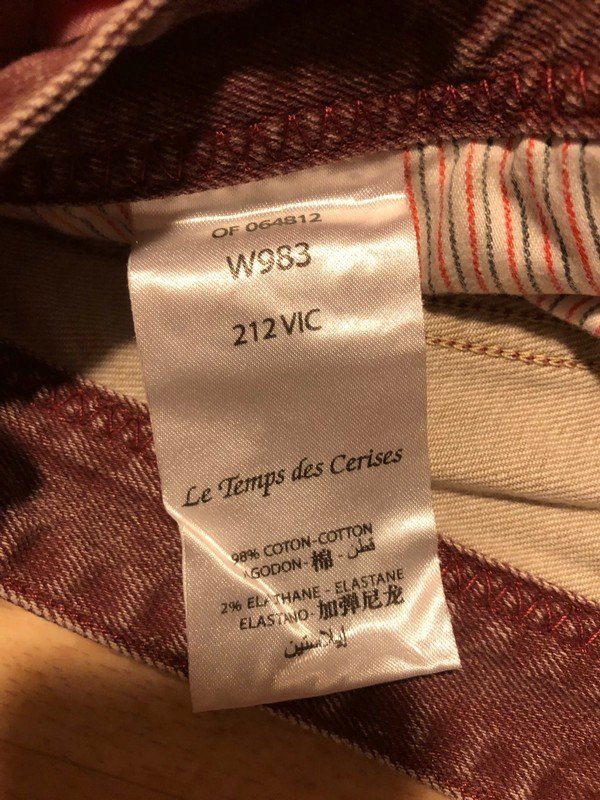 OF 064812
W983
212 VIC
Le Temps des Cerises
98% COTON-COTTON
GODON-棉-قطن
2% ELATHANE - ELASTANE
ELASTANO-加弹尼龙
إيلاستين